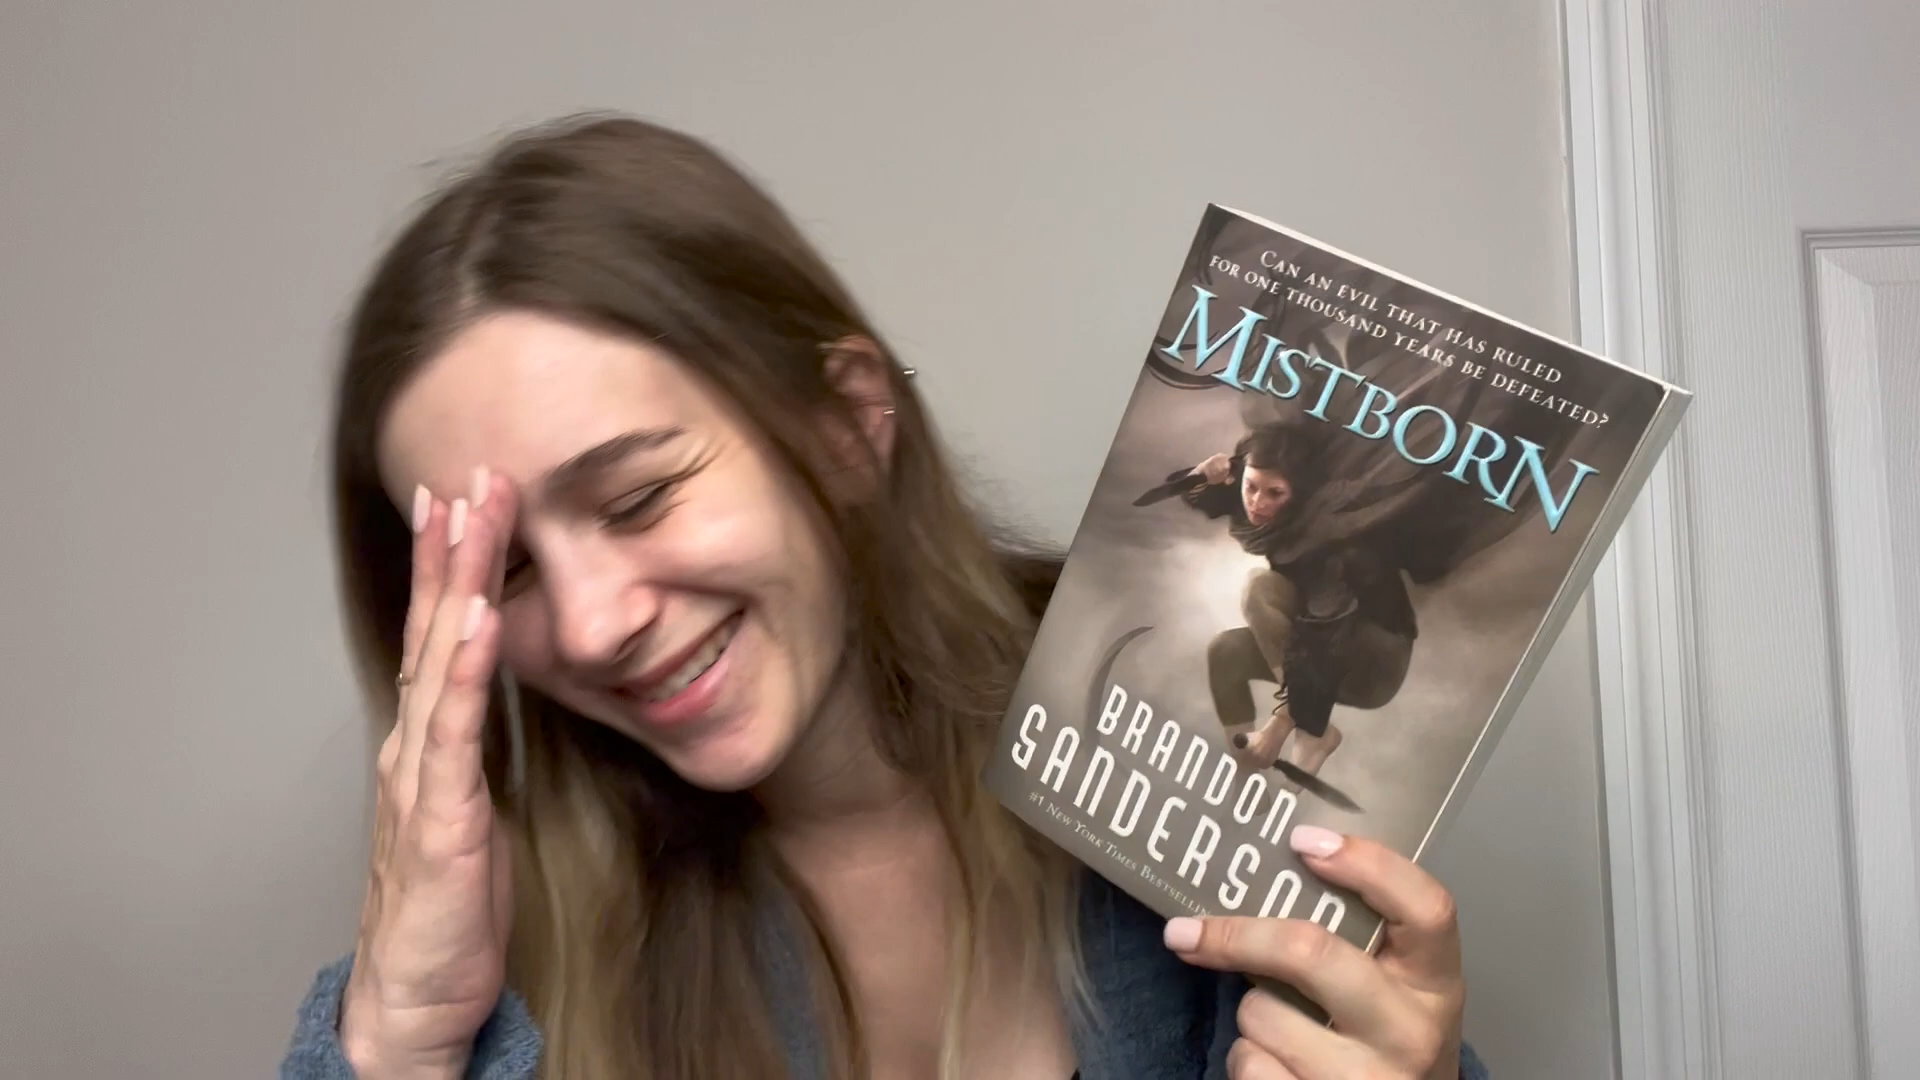 CAN AN EVIL THAT HAS RULED
FOR ONE THOUSAND YEARS BE DEFEATED?
MISTBORN
BRANDON
SANDERSON
#1 NEW YORK TIMES